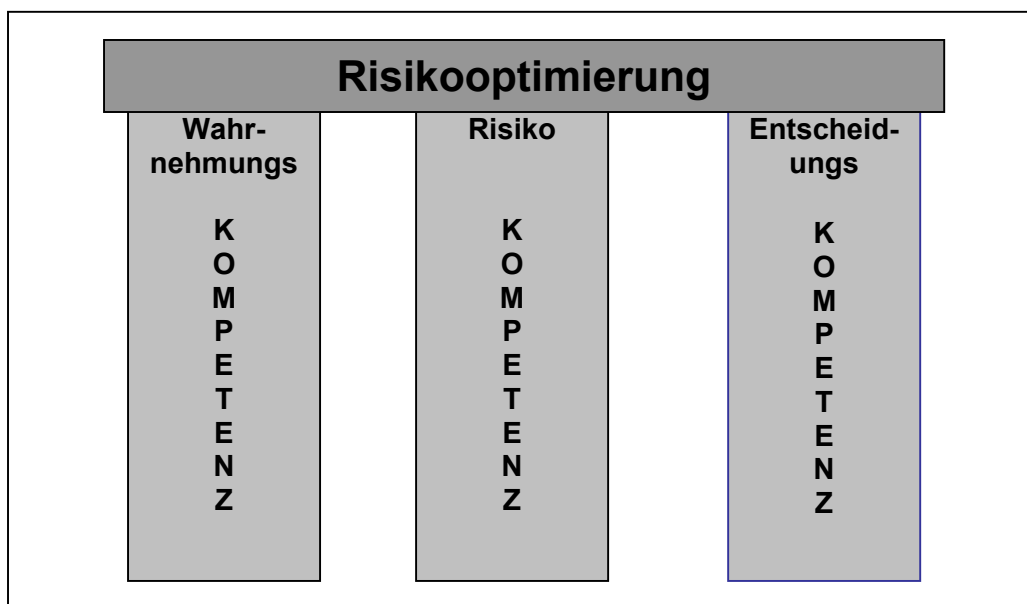 Risikooptimierung
Wahr-
nehmungs
K
O
M
P
E
T
E
N
Z
Risiko
K
O
M
P
E
T
E
N
Z
Entscheid-
ungs
K
O
M
P
E
T
E
N
Z